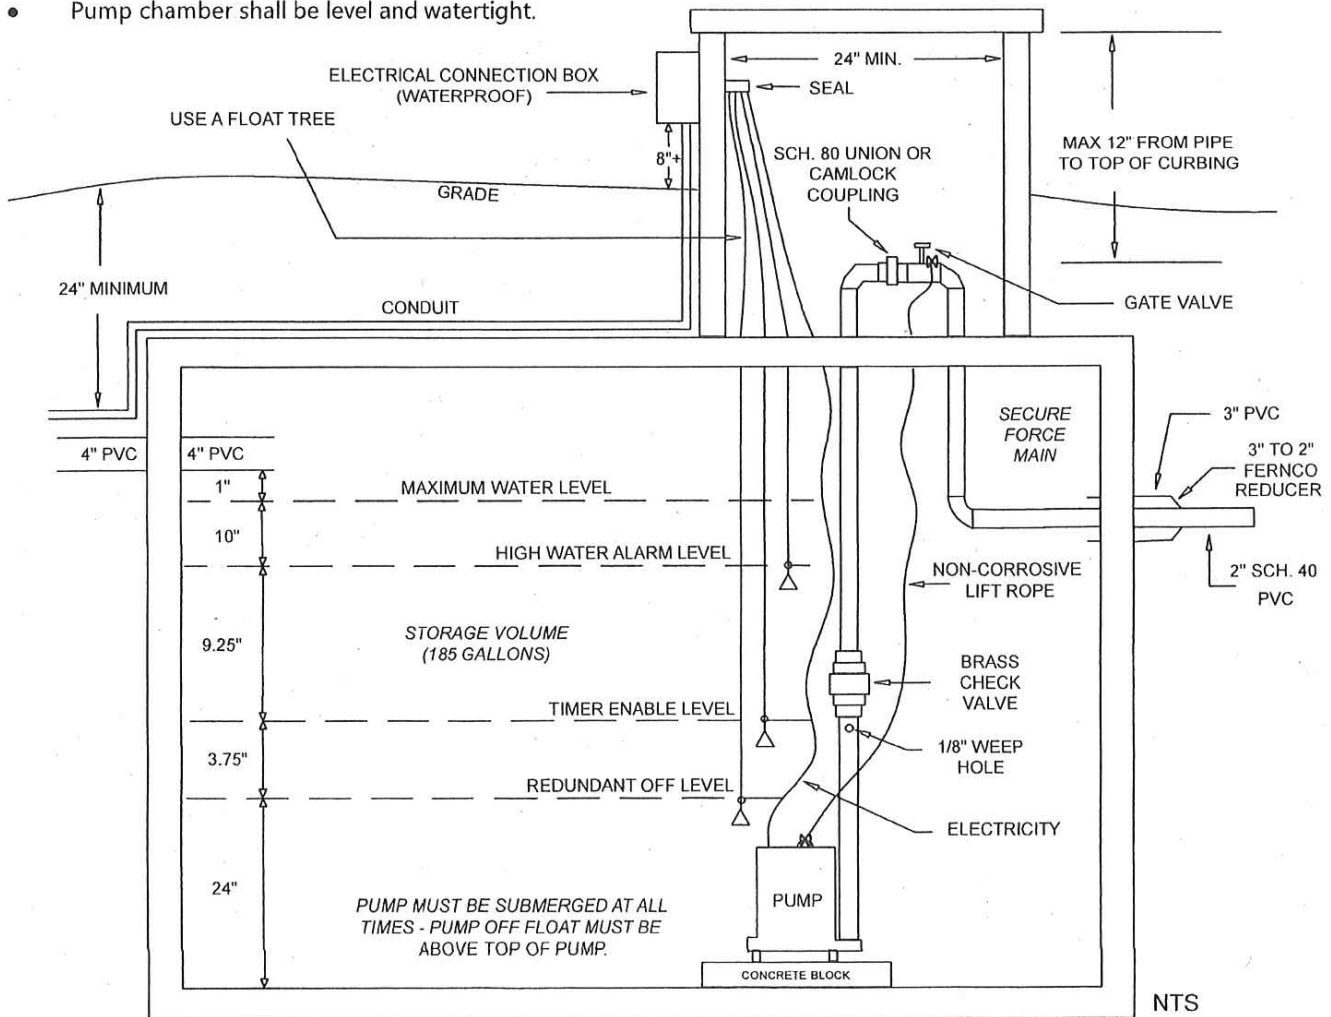 • Pump chamber shall be level and watertight.
24" MIN.
ELECTRICAL CONNECTION BOX
(WATERPROOF)
SEAL
USE A FLOAT TREE
8"+
SCH. 80 UNION OR
CAMLOCK
COUPLING
MAX 12" FROM PIPE
TO TOP OF CURBING
GRADE
24" MINIMUM
CONDUIT
GATE VALVE
4" PVC
4" PVC
SECURE
FORCE
MAIN
3" PVC
3" TO 2"
FERNCO
REDUCER
1"
MAXIMUM WATER LEVEL
10"
HIGH WATER ALARM LEVEL
NON-CORROSIVE
LIFT ROPE
2" SCH. 40
PVC
9.25"
STORAGE VOLUME
(185 GALLONS)
BRASS
CHECK
VALVE
TIMER ENABLE LEVEL
3.75"
1/8" WEEP
HOLE
REDUNDANT OFF LEVEL
ELECTRICITY
24"
PUMP MUST BE SUBMERGED AT ALL
TIMES - PUMP OFF FLOAT MUST BE
ABOVE TOP OF PUMP.
PUMP
CONCRETE BLOCK
NTS